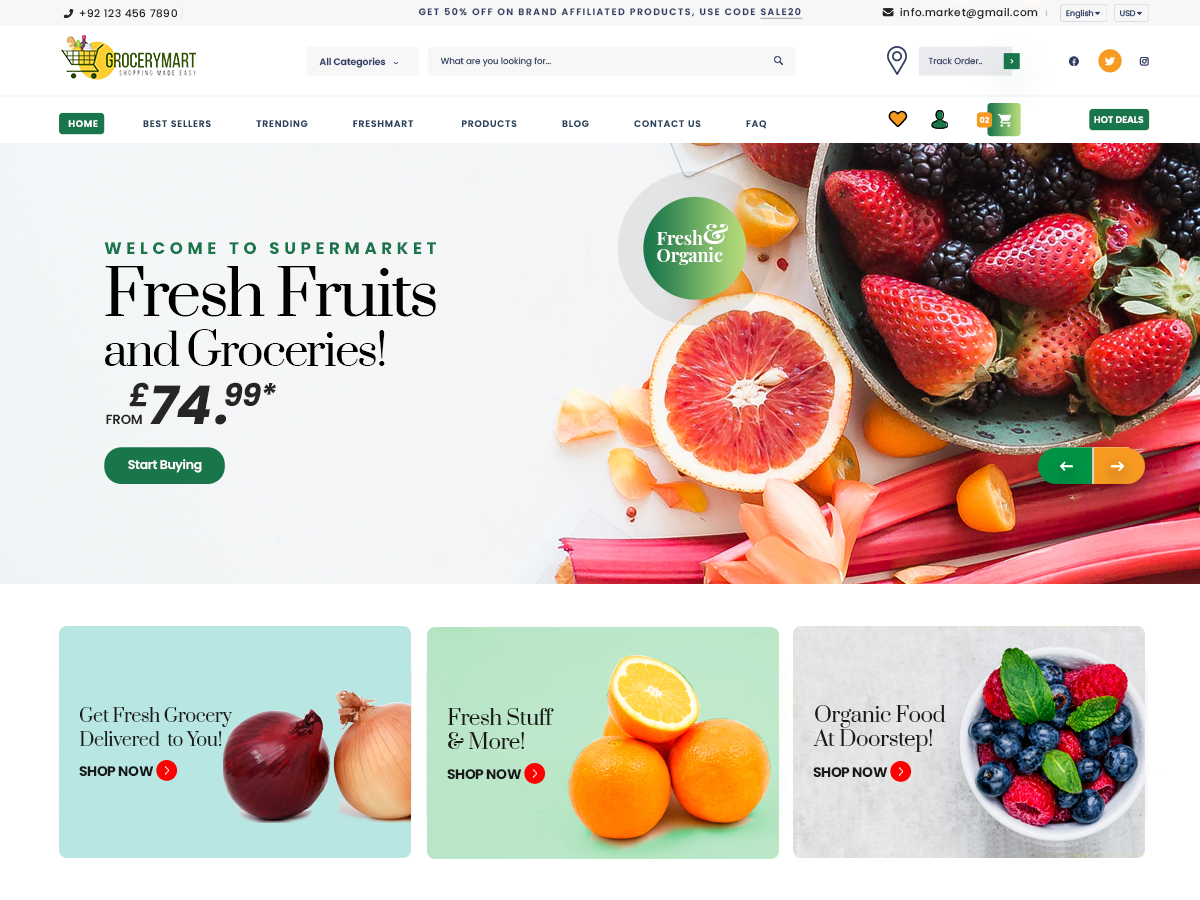 +92 123 456 7890
GET 50% OFF ON BRAND AFFILIATED PRODUCTS, USE CODE SALE20
info.market@gmail.com
English
USD
GROCERYMART
SHOPPING MADE EASY
All Categories
What are you looking for...
Track Order..
HOME
BEST SELLERS
TRENDING
FRESHMART
PRODUCTS
BLOG
CONTACT US
FAQ
02
HOT DEALS
WELCOME TO SUPERMARKET
Fresh Fruits
and Groceries!
FROM £74.99*
Start Buying
Fresh &
Organic
Get Fresh Grocery
Delivered to You!
SHOP NOW
Fresh Stuff
& More!
SHOP NOW
Organic Food
At Doorstep!
SHOP NOW